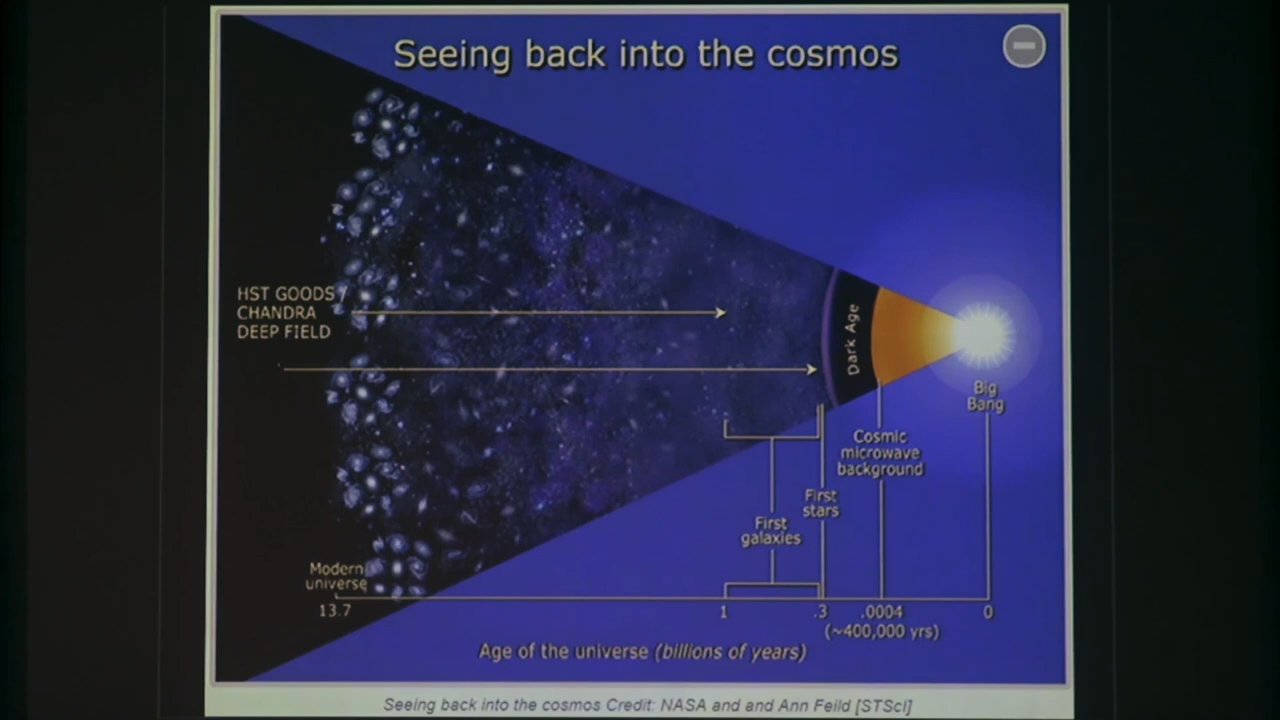 Seeing back into the cosmos
HST GOODS /
CHANDRA
DEEP FIELD
Dark Age
Big
Bang
Cosmic
microwave
background
First
stars
First
galaxies
Modern
universe
13.7
1
.3
.0004
0
(~400,000 yrs)
Age of the universe (billions of years)
Seeing back into the cosmos Credit: NASA and and Ann Feild [STScI]